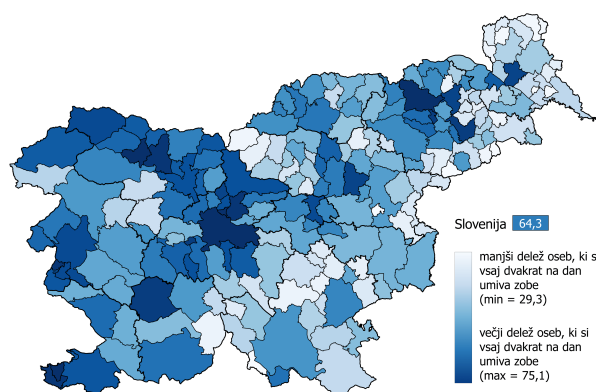 Slovenija 64,3
manjši delež oseb, ki si
vsaj dvakrat na dan
umiva zobe
(min = 29,3)
večji delež oseb, ki si
vsaj dvakrat na dan
umiva zobe
(max = 75,1)